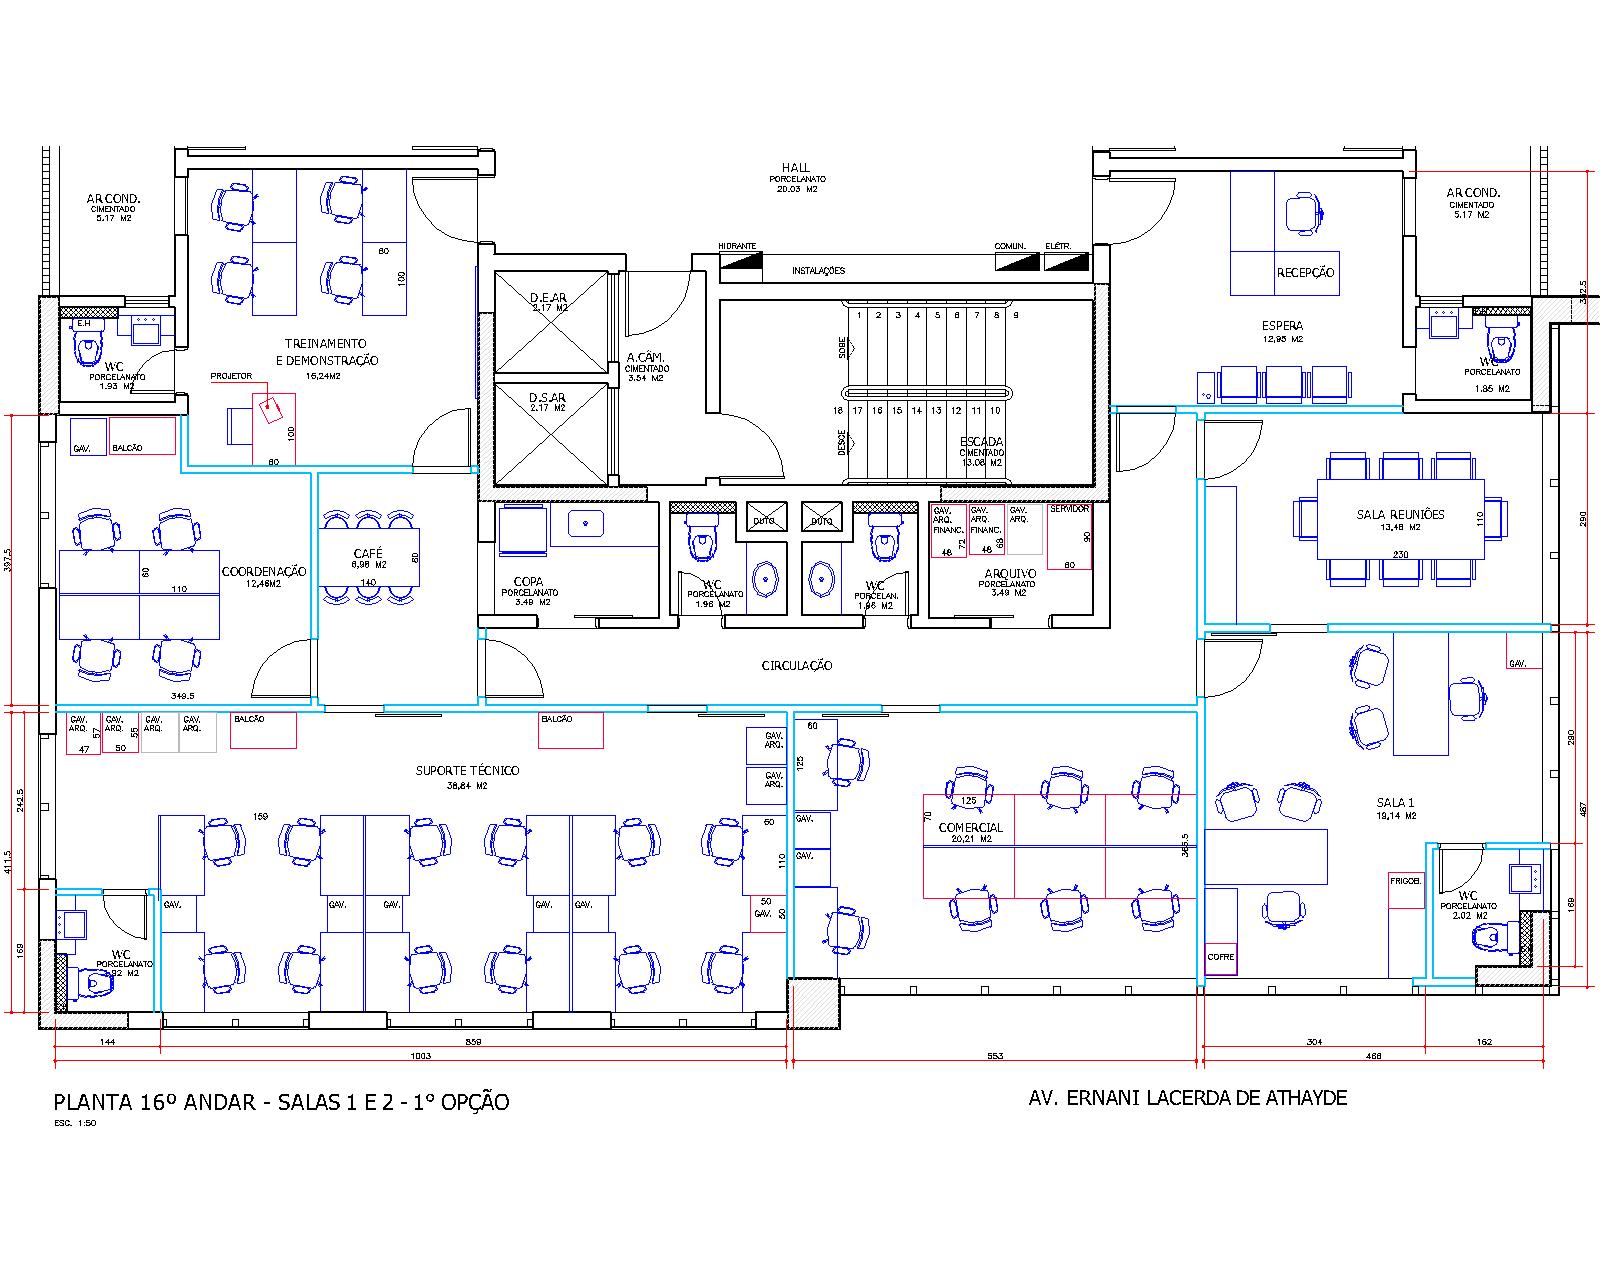 HALL
PORCELANATO
20.03 M2
AR COND.
CIMENTADO
5.17 M2
AR COND.
CIMENTADO
5.17 M2
HIDRANTE
INSTALAÇÕES
COMUN.
ELÉTR.
80
100
RECEPÇÃO
D.E.AR
2.17 M2
1 2 3 4 5 6 7 8 9
SOBE
E.H
WC
PORCELANATO
1.93 M2
TREINAMENTO
E DEMONSTRAÇÃO
16,24M2
PROJETOR
100
80
A.CÂM.
CIMENTADO
3.54 M2
D.S.AR
2.17 M2
ESPERA
12,95 M2
WC
PORCELANATO
1.85 M2
18 17 16 15 14 13 12 11 10
DESCE
ESCADA
CIMENTADO
13.08 M2
GAV.
BALCÃO
397.5
COORDENAÇÃO
12,46M2
60
110
349.5
CAFÉ
6,98 M2
140
80
COPA
PORCELANATO
3.49 M2
WC
PORCELANATO
1.96 M2
DUTO
DUTO
WC
PORCELAN.
1.96 M2
GAV.
ARQ.
FINANC.
72
48
GAV.
ARQ.
FINANC.
68
48
GAV.
ARQ.
SERVIDOR
90
60
ARQUIVO
PORCELANATO
3.49 M2
SALA REUNIÕES
13,48 M2
110
230
290
CIRCULAÇÃO
GAV.
GAV.
ARQ.
57
47
GAV.
ARQ.
55
50
GAV.
ARQ.
GAV.
ARQ.
BALCÃO
BALCÃO
GAV.
ARQ.
GAV.
ARQ.
SUPORTE TÉCNICO
38,84 M2
159
60
110
50
GAV.
50
GAV.
GAV.
GAV.
GAV.
GAV.
242.5
411.5
169
WC
PORCELANATO
60
125
GAV.
GAV.
125
70
COMERCIAL
20,21 M2
365.5
SALA 1
19,14 M2
290
467
169
FRIGOB.
COFRE
WC
PORCELANATO
2.02 M2
144
859
1003
553
304
162
466
PLANTA 16º ANDAR - SALAS 1 E 2 - 1° OPÇÃO
ESC. 1:50
AV. ERNANI LACERDA DE ATHAYDE